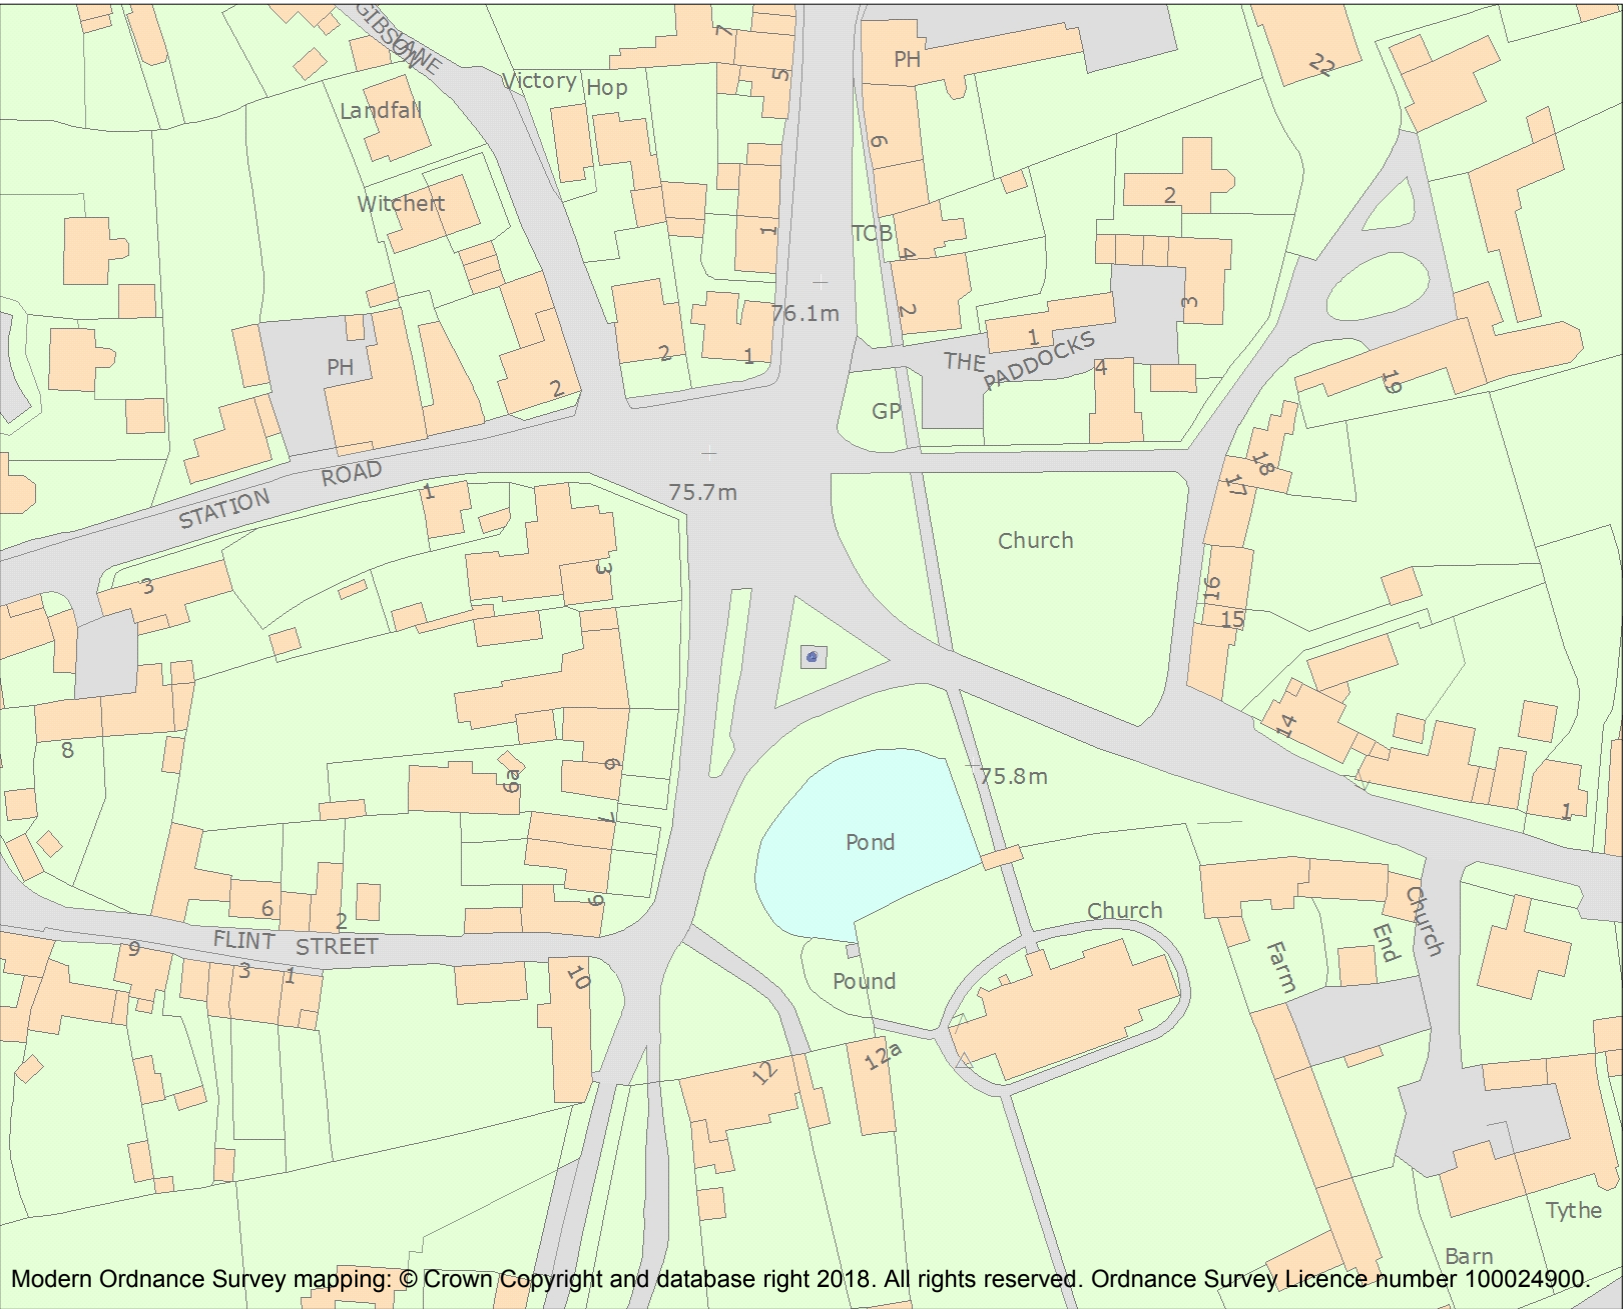 GIBSON
LANE
7
5
PH
22
Victory
Hop
Landfall
6
Witchert
2
1
TCB
4
76.1m
2
3
1
2
1
PH
2
THE
PADDOCKS
4
19
GP
STATION
ROAD
1
75.7m
18
17
Church
3
3
16
15
14
8
6
6a
75.8m
7
1
Pond
6
2
9
Church
Church
End
FLINT
STREET
9
3
1
10
Pound
Farm
12
12a
Tythe
Barn
Modern Ordnance Survey mapping: © Crown Copyright and database right 2018. All rights reserved. Ordnance Survey Licence number 100024900.